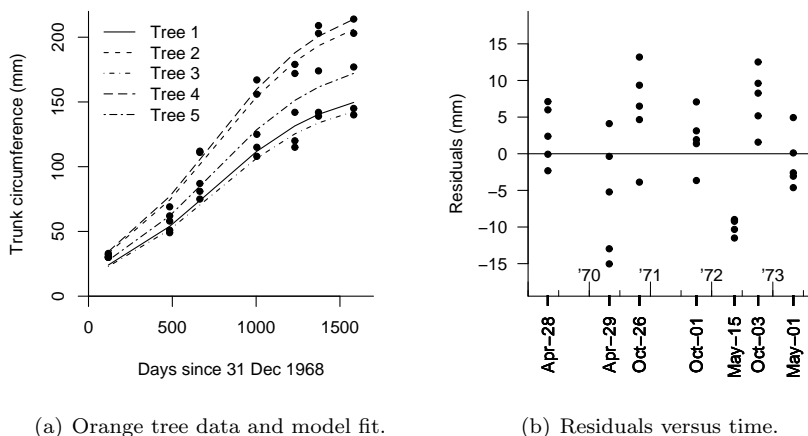 Trunk circumference (mm)
200
150
100
50
0
Tree 1
Tree 2
Tree 3
Tree 4
Tree 5
0 500 1000 1500
Days since 31 Dec 1968
(a) Orange tree data and model fit.
Residuals (mm)
15
10
5
0
−5
−10
−15
'70 '71 '72 '73
Apr−28
Apr−29
Oct−26
Oct−01
May−15
Oct−03
May−01
(b) Residuals versus time.